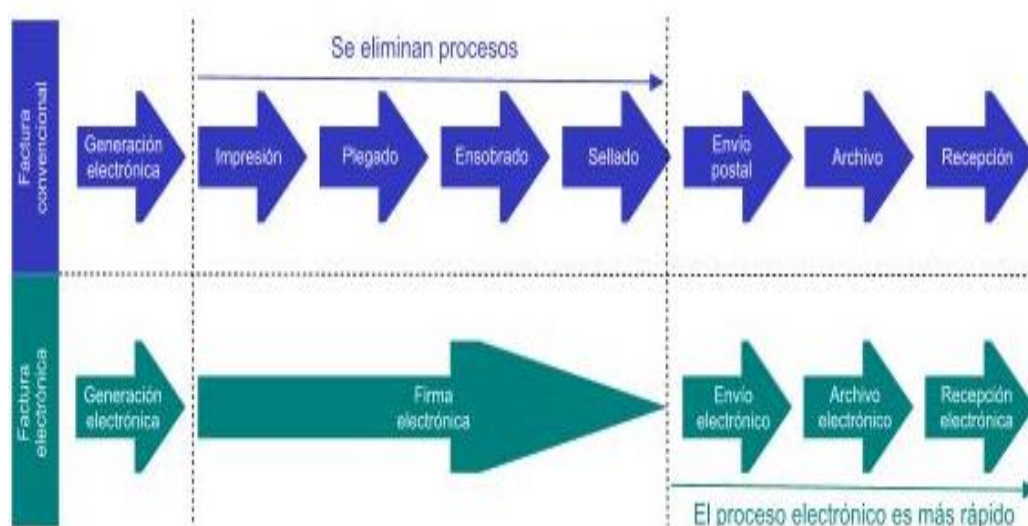 Se eliminan procesos
Factura
convencional
Generación
electrónica
Impresión
Plegado
Ensobrado
Sellado
Envío
postal
Archivo
Recepción
Factura
electrónica
Generación
electrónica
Firma
electrónica
Envío
electrónico
Archivo
electrónico
Recepción
electrónica
El proceso electrónico es más rápido